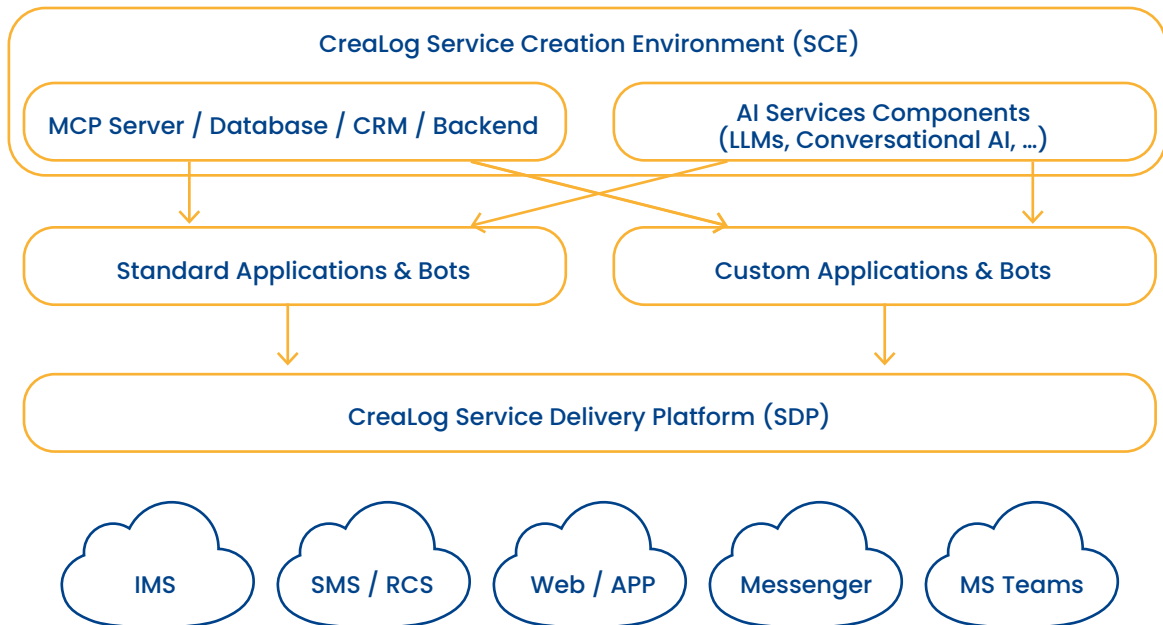 CreaLog Service Creation Environment (SCE)
MCP Server / Database / CRM / Backend
AI Services Components
(LLMs, Conversational AI, ...)
Standard Applications & Bots
Custom Applications & Bots
CreaLog Service Delivery Platform (SDP)
IMS
SMS / RCS
Web / APP
Messenger
MS Teams